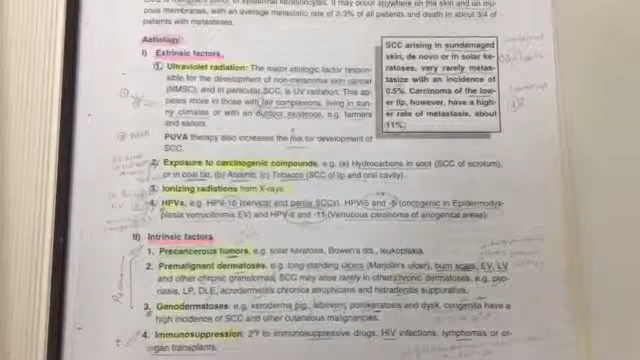 SCC is malignant tumor of epidermal keratinocytes. It may occur anywhere on the skin and on mu-
cous membranes, with an average metastatic rate of 2-3% of all patients and death in about 3/4 of
patients with metastases.
Aetiology
I) Extrinsic factors
1. Ultraviolet radiation: The major etiologic factor respon-
sible for the development of non-melanoma skin cancer
(NMSC), and in particular SCC, is UV radiation. This ap-
pears more in those with fair complexions, living in sun-
ny climates or with an outdoor existence, e.g. farmers
and sailors.
PUVA therapy also increases the risk for development of
SCC.
SCC arising in sundamaged
skin, de novo or in solar ke-
ratoses, very rarely metas-
tasize with an incidence of
0.5%. Carcinoma of the low-
er lip, however, have a high-
er rate of metastasis, about
11%
2. Exposure to carcinogenic compounds, e.g. (a) Hydrocarbons in soot (SCC of scrotum),
or in coal tar, (b) Arsenic, (c) Tobacco (SCC of lip and oral cavity).
3. Ionizing radiations from X-rays.
4. HPVs, e.g. HPV-16 (cervical and penile SCCs). HPV-5 and -8 (oncogenic in Epidermodys-
plasia verruciformis EV) and HPV-6 and -11 (Verrucous carcinoma of anogenital areas).
II) Intrinsic factors
1. Precancerous tumors, e.g. solar keratosis, Bowen's dis., leukoplakia.
2. Premalignant dermatoses, e.g. long-standing ulcers (Marjolin's ulcer), burn scars, EV, LV
and other chronic granulomas. SCC may arise rarely in other chronic dermatoses, e.g. pso-
riasis, LP, DLE, acrodermatitis chronica atrophicans and hidradenitis suppurativa.
3. Genodermatoses, e.g. xeroderma pig., albinism, porokeratosis and dysk. congenita have a
high incidence of SCC and other cutaneous malignancies.
4. Immunosuppression: 2ry to immunosuppressive drugs, HIV infections, lymphomas or or-
gan transplants.